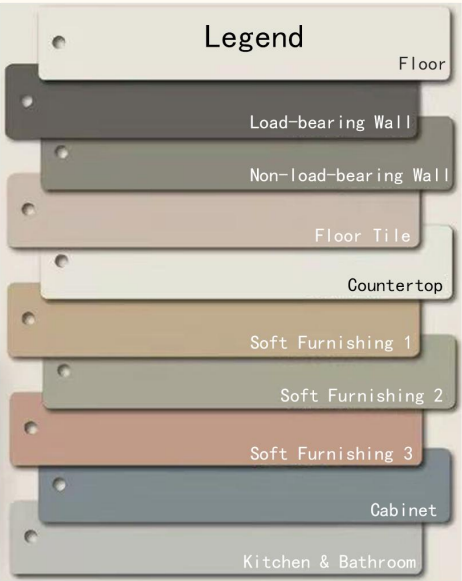 Legend
Floor
Load-bearing Wall
Non-load-bearing Wall
Floor Tile
Countertop
Soft Furnishing 1
Soft Furnishing 2
Soft Furnishing 3
Cabinet
Kitchen & Bathroom